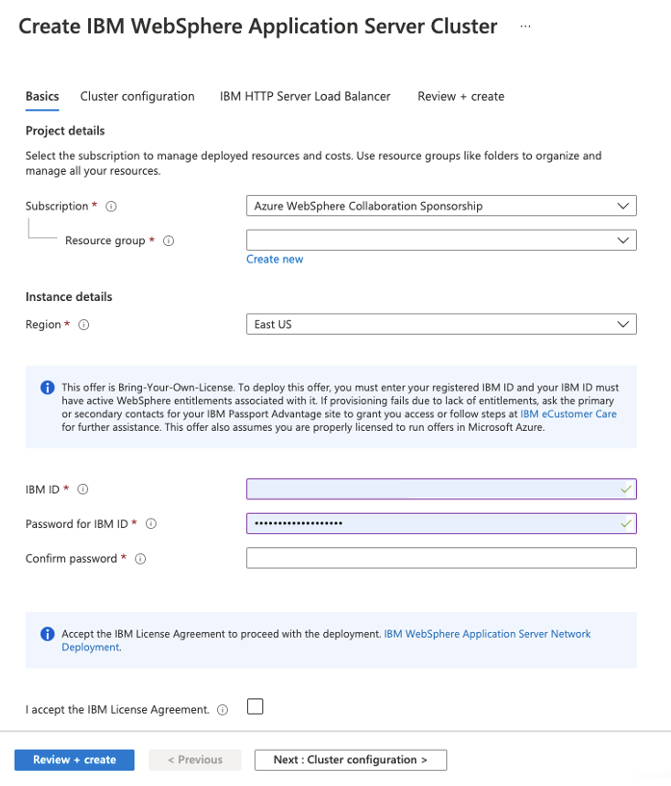 Create IBM WebSphere Application Server Cluster ...
Basics Cluster configuration IBM HTTP Server Load Balancer Review + create
Project details
Select the subscription to manage deployed resources and costs. Use resource groups like folders to organize and
manage all your resources.
Subscription * Azure WebSphere Collaboration Sponsorship
Resource group *
Create new
Instance details
Region * East US
This offer is Bring-Your-Own-License. To deploy this offer, you must enter your registered IBM ID and your IBM ID must
have active WebSphere entitlements associated with it. If provisioning fails due to lack of entitlements, ask the primary
or secondary contacts for your IBM Passport Advantage site to grant you access or follow steps at IBM eCustomer Care
for further assistance. This offer also assumes you are properly licensed to run offers in Microsoft Azure.
IBM ID *
Password for IBM ID * •••••••••••••••••••
Confirm password *
Accept the IBM License Agreement to proceed with the deployment. IBM WebSphere Application Server Network
Deployment.
I accept the IBM License Agreement.
Review + create < Previous Next : Cluster configuration >